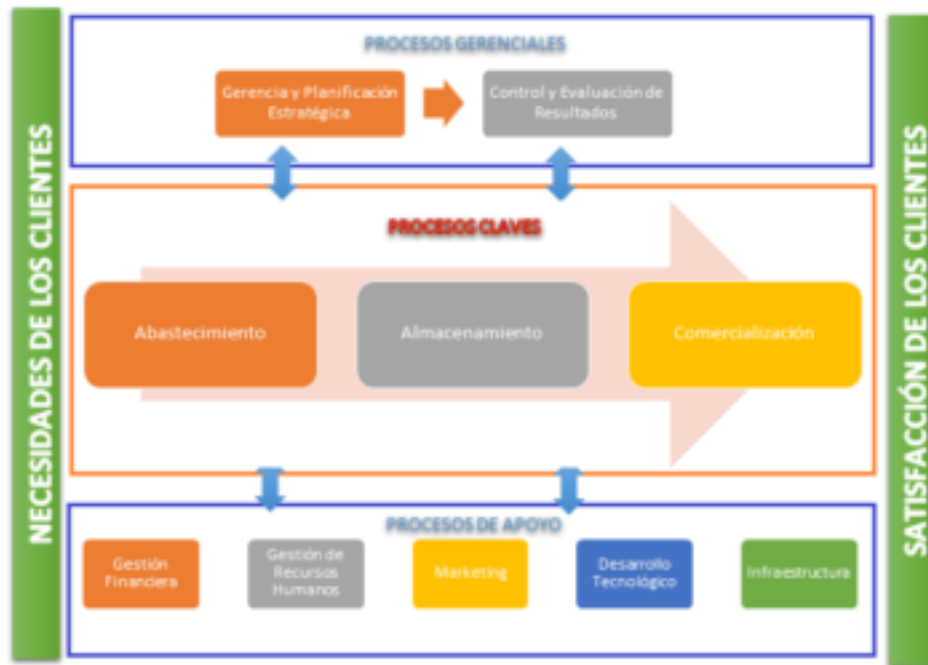 NECESIDADES DE LOS CLIENTES
PROCESOS GERENCIALES
Gerencia y Planificación
Estratégica
Control y Evaluación de
Resultados
PROCESOS CLAVES
Abastecimiento
Almacenamiento
Comercialización
PROCESOS DE APOYO
Gestión
Financiera
Gestión de
Recursos
Humanos
Marketing
Desarrollo
Tecnológico
Infraestructura
SATISFACCIÓN DE LOS CLIENTES